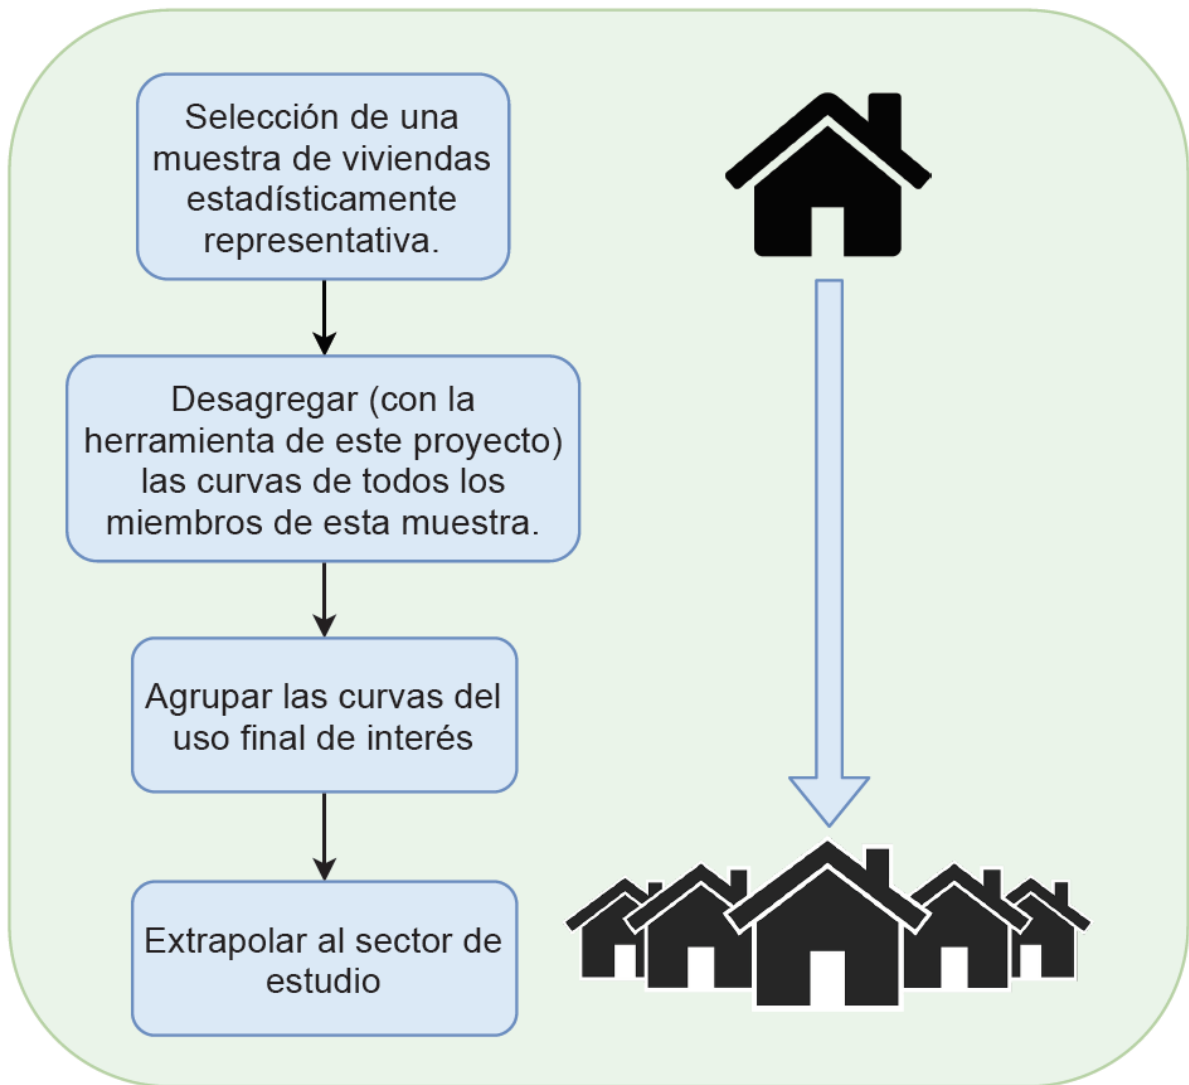 Selección de una
muestra de viviendas
estadísticamente
representativa.
Desagregar (con la
herramienta de este proyecto)
las curvas de todos los
miembros de esta muestra.
Agrupar las curvas del
uso final de interés
Extrapolar al sector de
estudio